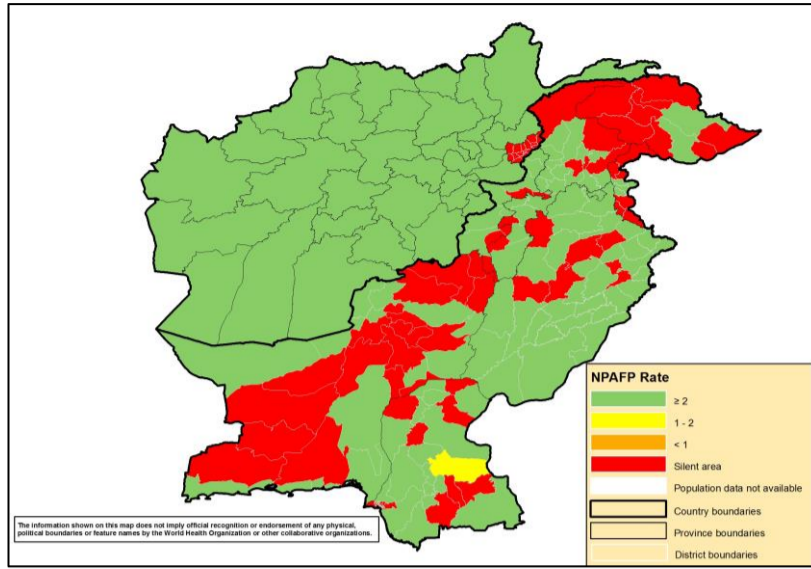 NPAFP Rate
≥ 2
1 - 2
< 1
Silent area
Population data not available
Country boundaries
Province boundaries
District boundaries
The information shown on this map does not imply official recognition or endorsement of any physical,
political boundaries or feature names by the World Health Organization or other collaborative organizations.